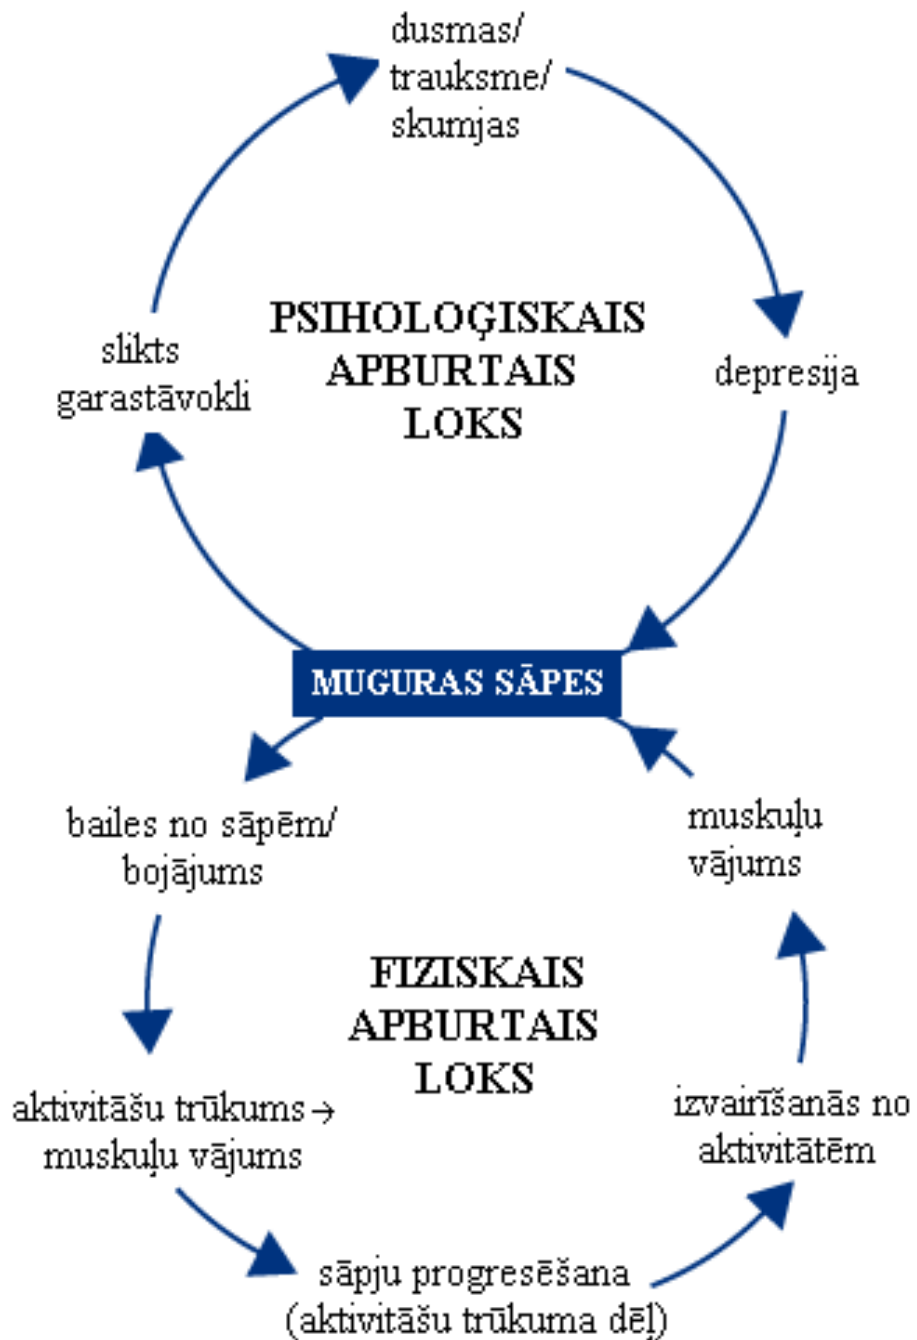 dusmas/
trauksme/
skumjas
PSIHOLOĢISKAIS
APBURTAIS
LOKS
slikts
garastāvokli
depresija
MUGURAS SĀPES
bailes no sāpēm/
bojājums
muskuļu
vājums
FIZISKAIS
APBURTAIS
LOKS
aktivitāšu trūkums→
muskuļu vājums
izvairīšanās no
aktivitātēm
sāpju progresēšana
(aktivitāšu trūkuma dēļ)